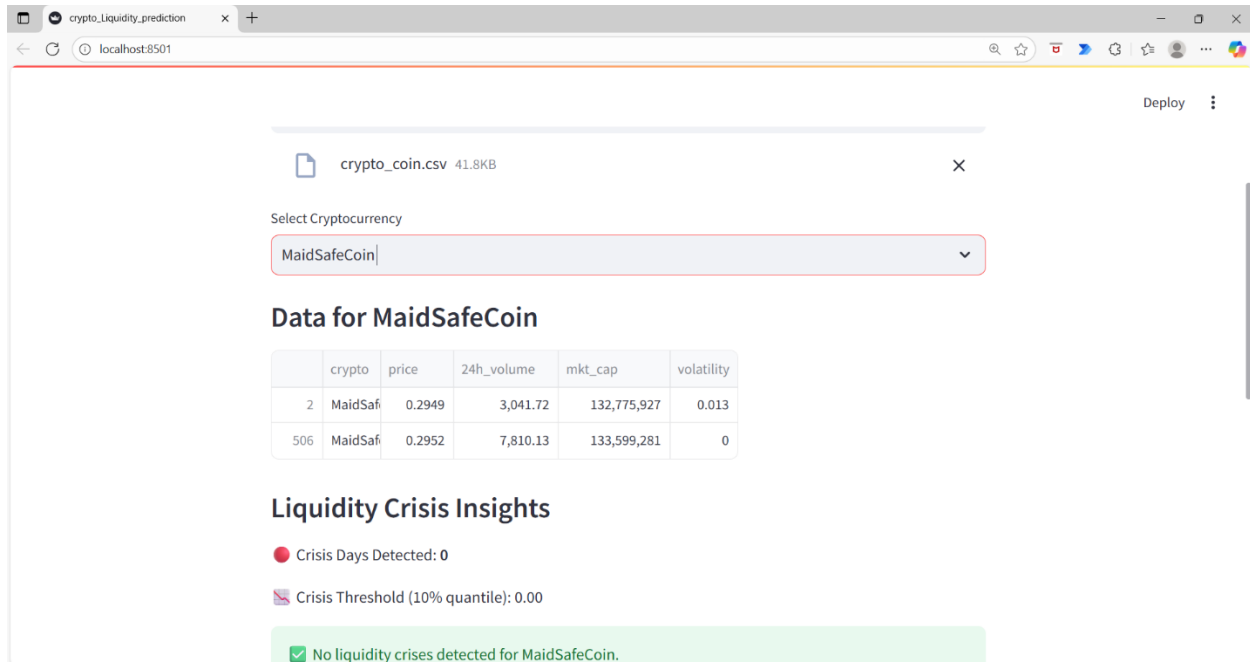 crypto_Liquidity_prediction
localhost:8501
Deploy
crypto_coin.csv 41.8KB
Select Cryptocurrency
MaidSafeCoin
Data for MaidSafeCoin
crypto price 24h_volume mkt_cap volatility
2 MaidSaf 0.2949 3,041.72 132,775,927 0.013
506 MaidSaf 0.2952 7,810.13 133,599,281 0
Liquidity Crisis Insights
Crisis Days Detected: 0
Crisis Threshold (10% quantile): 0.00
No liquidity crises detected for MaidSafeCoin.